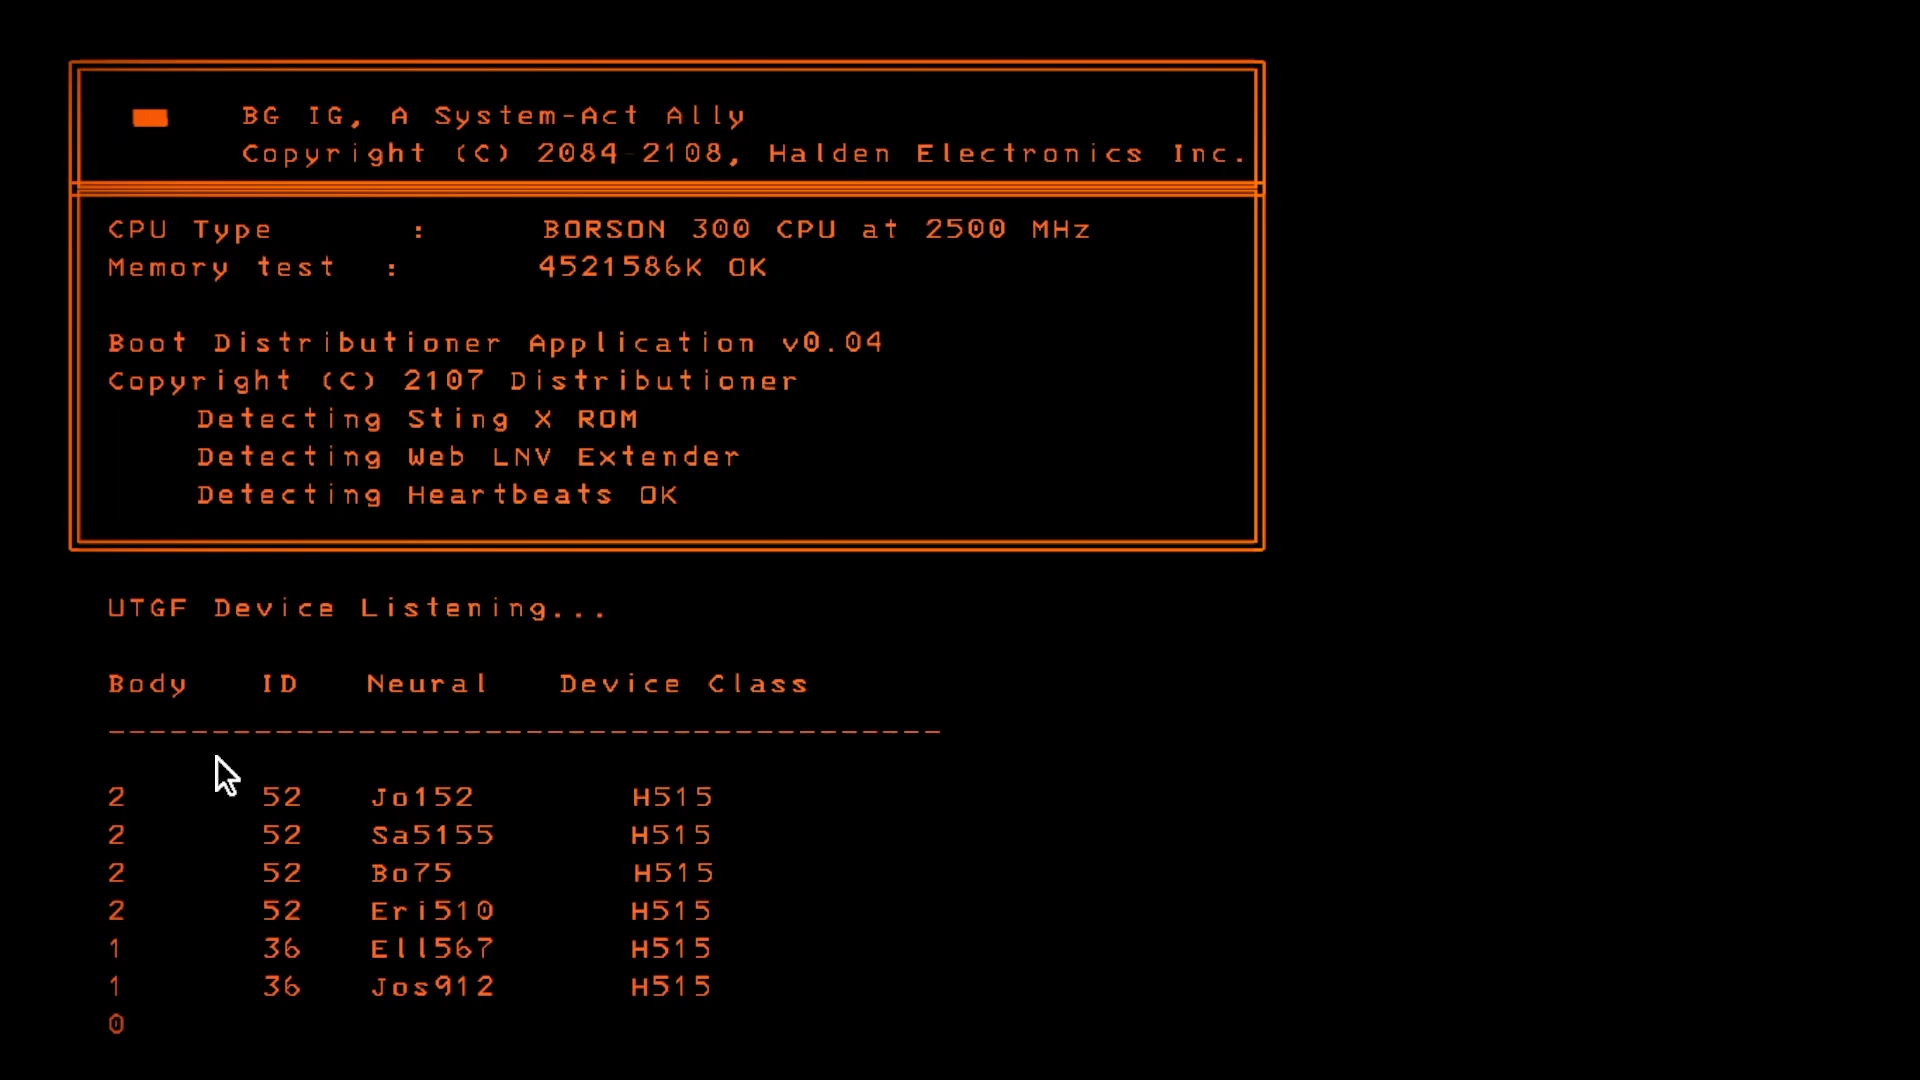 BG IG, A System-Act Ally
Copyright (C) 2084-2108, Halden Electronics Inc.
CPU Type : BORSON 300 CPU at 2500 MHz
Memory test : 4521586K OK
Boot Distributioner Application v0.04
Copyright (C) 2107 Distributioner
Detecting Sting X ROM
Detecting Web LNV Extender
Detecting Heartbeats OK
UTGF Device Listening...
Body ID Neural Device Class
----------------------------------------
2 52 Jo152 H515
2 52 Sa5155 H515
2 52 Bo75 H515
2 52 Eri510 H515
1 36 Ell567 H515
1 36 Jos912 H515
0